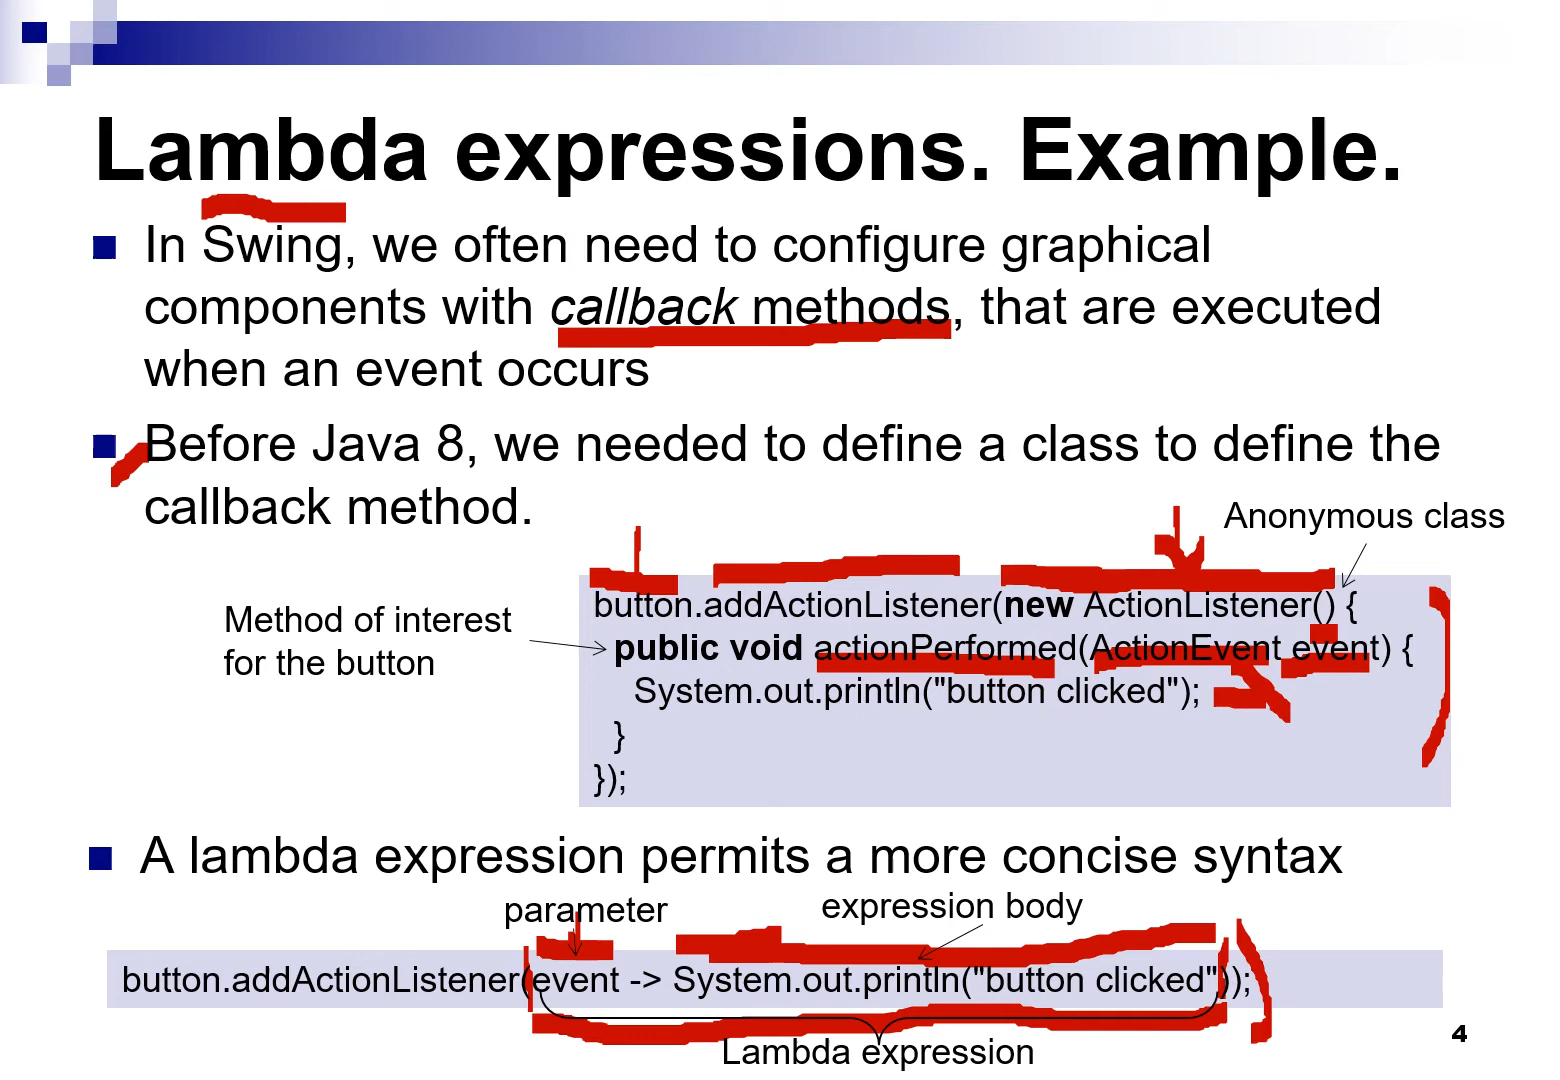 Lambda expressions. Example.
In Swing, we often need to configure graphical
components with callback methods, that are executed
when an event occurs
Before Java 8, we needed to define a class to define the
callback method.
Anonymous class
Method of interest
for the button
button.addActionListener(new ActionListener() {
public void actionPerformed(ActionEvent event) {
System.out.println("button clicked");
}
});
A lambda expression permits a more concise syntax
parameter
expression body
button.addActionListener(event -> System.out.println("button clicked"));
Lambda expression
4